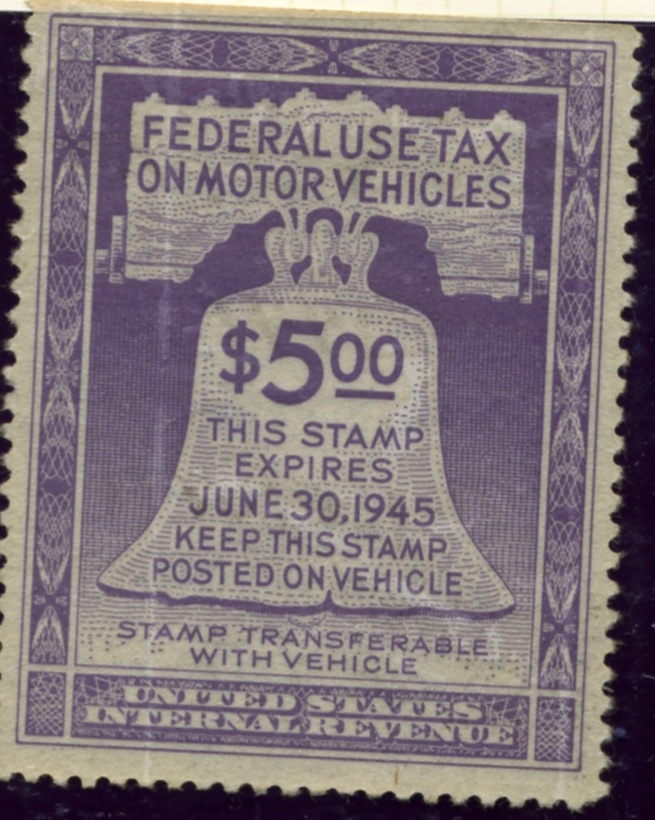 FEDERAL USE TAX
ON MOTOR VEHICLES
$5.00
THIS STAMP
EXPIRES
JUNE 30, 1945
KEEP THIS STAMP
POSTED ON VEHICLE
STAMP TRANSFERABLE
WITH VEHICLE
UNITED STATES
INTERNAL REVENUE